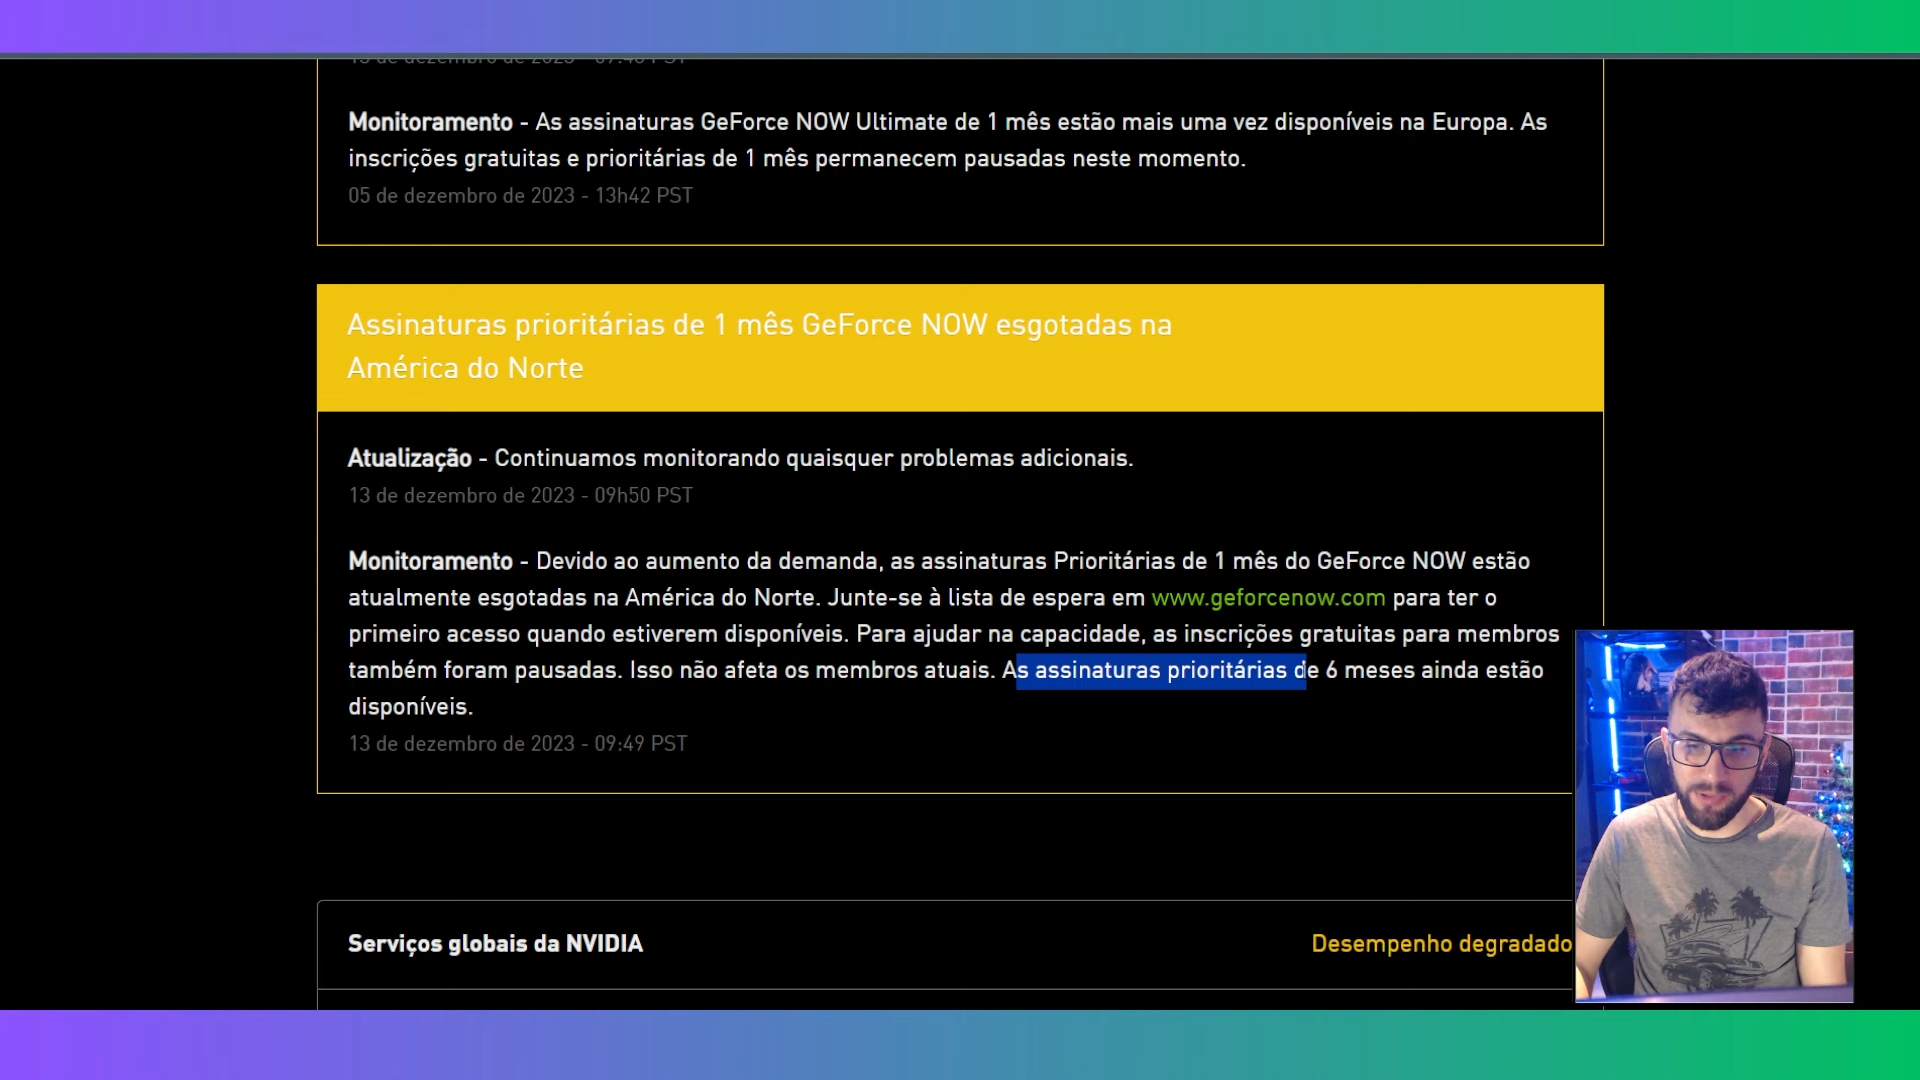 Monitoramento - As assinaturas GeForce NOW Ultimate de 1 mês estão mais uma vez disponíveis na Europa. As
inscrições gratuitas e prioritárias de 1 mês permanecem pausadas neste momento.
05 de dezembro de 2023 - 13h42 PST
Assinaturas prioritárias de 1 mês GeForce NOW esgotadas na
América do Norte
Atualização - Continuamos monitorando quaisquer problemas adicionais.
13 de dezembro de 2023 - 09h50 PST
Monitoramento - Devido ao aumento da demanda, as assinaturas Prioritárias de 1 mês do GeForce NOW estão
atualmente esgotadas na América do Norte. Junte-se à lista de espera em www.geforcenow.com para ter o
primeiro acesso quando estiverem disponíveis. Para ajudar na capacidade, as inscrições gratuitas para membros
também foram pausadas. Isso não afeta os membros atuais. As assinaturas prioritárias de 6 meses ainda estão
disponíveis.
13 de dezembro de 2023 - 09:49 PST
Serviços globais da NVIDIA
Desempenho degradado